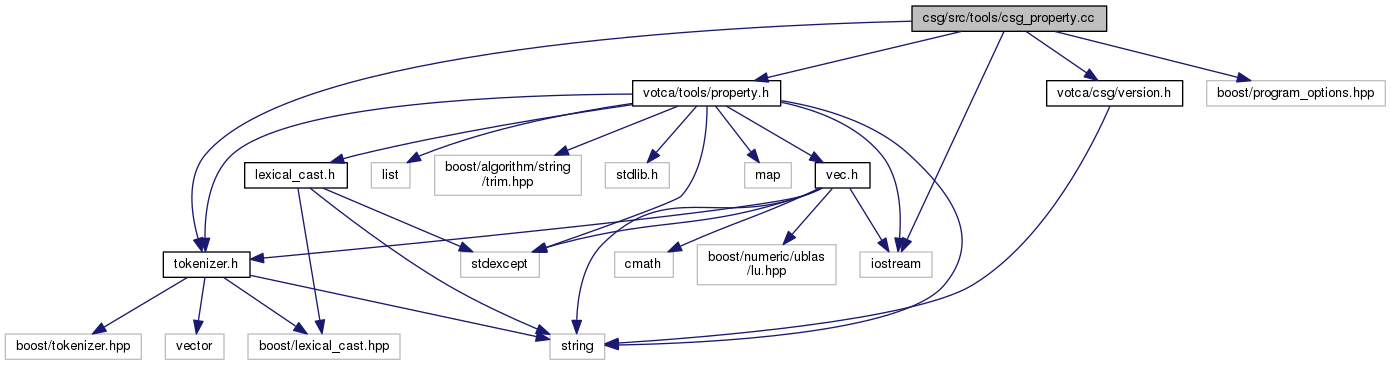 csg/src/tools/csg_property.cc
votca/tools/property.h
votca/csg/version.h
boost/program_options.hpp
lexical_cast.h
list
boost/algorithm/string
/trim.hpp
stdlib.h
map
vec.h
tokenizer.h
stdexcept
cmath
boost/numeric/ublas
/lu.hpp
iostream
boost/tokenizer.hpp
vector
boost/lexical_cast.hpp
string